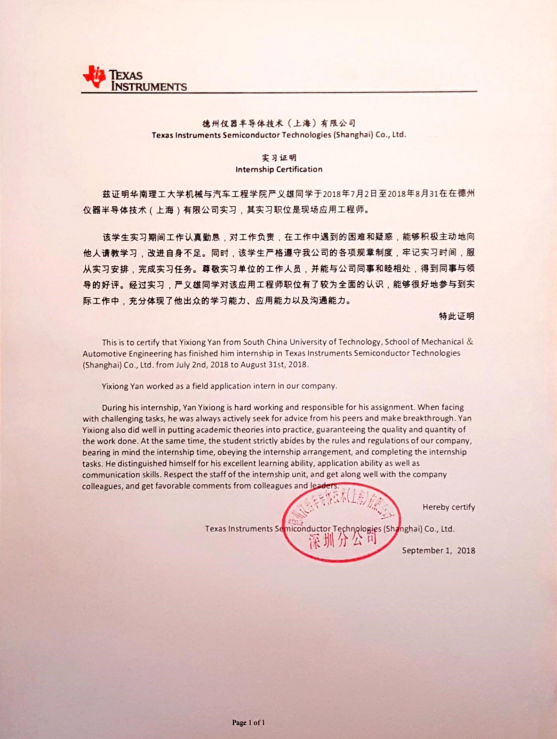 TEXAS
INSTRUMENTS
德州仪器半导体技术（上海）有限公司
Texas Instruments Semiconductor Technologies (Shanghai) Co., Ltd.
实习证明
Internship Certification
兹证明华南理工大学机械与汽车工程学院严义雄同学于2018年7月2日至2018年8月31在在德州
仪器半导体技术（上海）有限公司实习，其实习职位是现场应用工程师。
该学生实习期间工作认真勤恳，对工作负责，在工作中遇到的困难和疑惑，能够积极主动地向
他人请教学习，改进自身不足。同时，该学生严格遵守我公司的各项规章制度，牢记实习时间，服
从实习安排，完成实习任务。尊敬实习单位的工作人员，并能与公司同事和睦相处，得到同事与领
导的好评。经过实习，严义雄同学对该应用工程师职位有了较为全面的认识，能够很好地参与到实
际工作中，充分体现了他出众的学习能力、应用能力以及沟通能力。
特此证明
This is to certify that Yixiong Yan from South China University of Technology, School of Mechanical &
Automotive Engineering has finished him internship in Texas Instruments Semiconductor Technologies
(Shanghai) Co., Ltd. from July 2nd, 2018 to August 31st, 2018.
Yixiong Yan worked as a field application intern in our company.
During his internship, Yan Yixiong is hard working and responsible for his assignment. When facing
with challenging tasks, he was always actively seek for advice from his peers and make breakthrough. Yan
Yixiong also did well in putting academic theories into practice, guaranteeing the quality and quantity of
the work done. At the same time, the student strictly abides by the rules and regulations of our company,
bearing in mind the internship time, obeying the internship arrangement, and completing the internship
tasks. He distinguished himself for his excellent learning ability, application ability as well as
communication skills. Respect the staff of the internship unit, and get along well with the company
colleagues, and get favorable comments from colleagues and leaders.
Hereby certify
Texas Instruments Semiconductor Technologies (Shanghai) Co., Ltd.
深圳分公司
September 1, 2018
Page 1 of 1